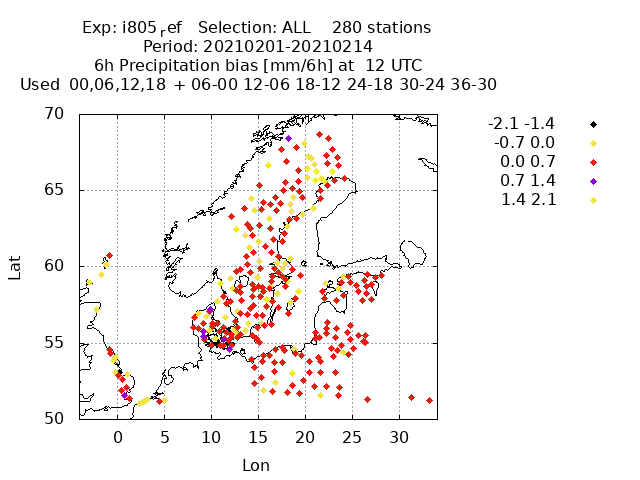 Exp: i805ref Selection: ALL 280 stations
Period: 20210201-20210214
6h Precipitation bias [mm/6h] at 12 UTC
Used 00,06,12,18 + 06-00 12-06 18-12 24-18 30-24 36-30
70
65
60
55
50
0 5 10 15 20 25 30
Lat
Lon
-2.1 -1.4
-0.7 0.0
0.0 0.7
0.7 1.4
1.4 2.1